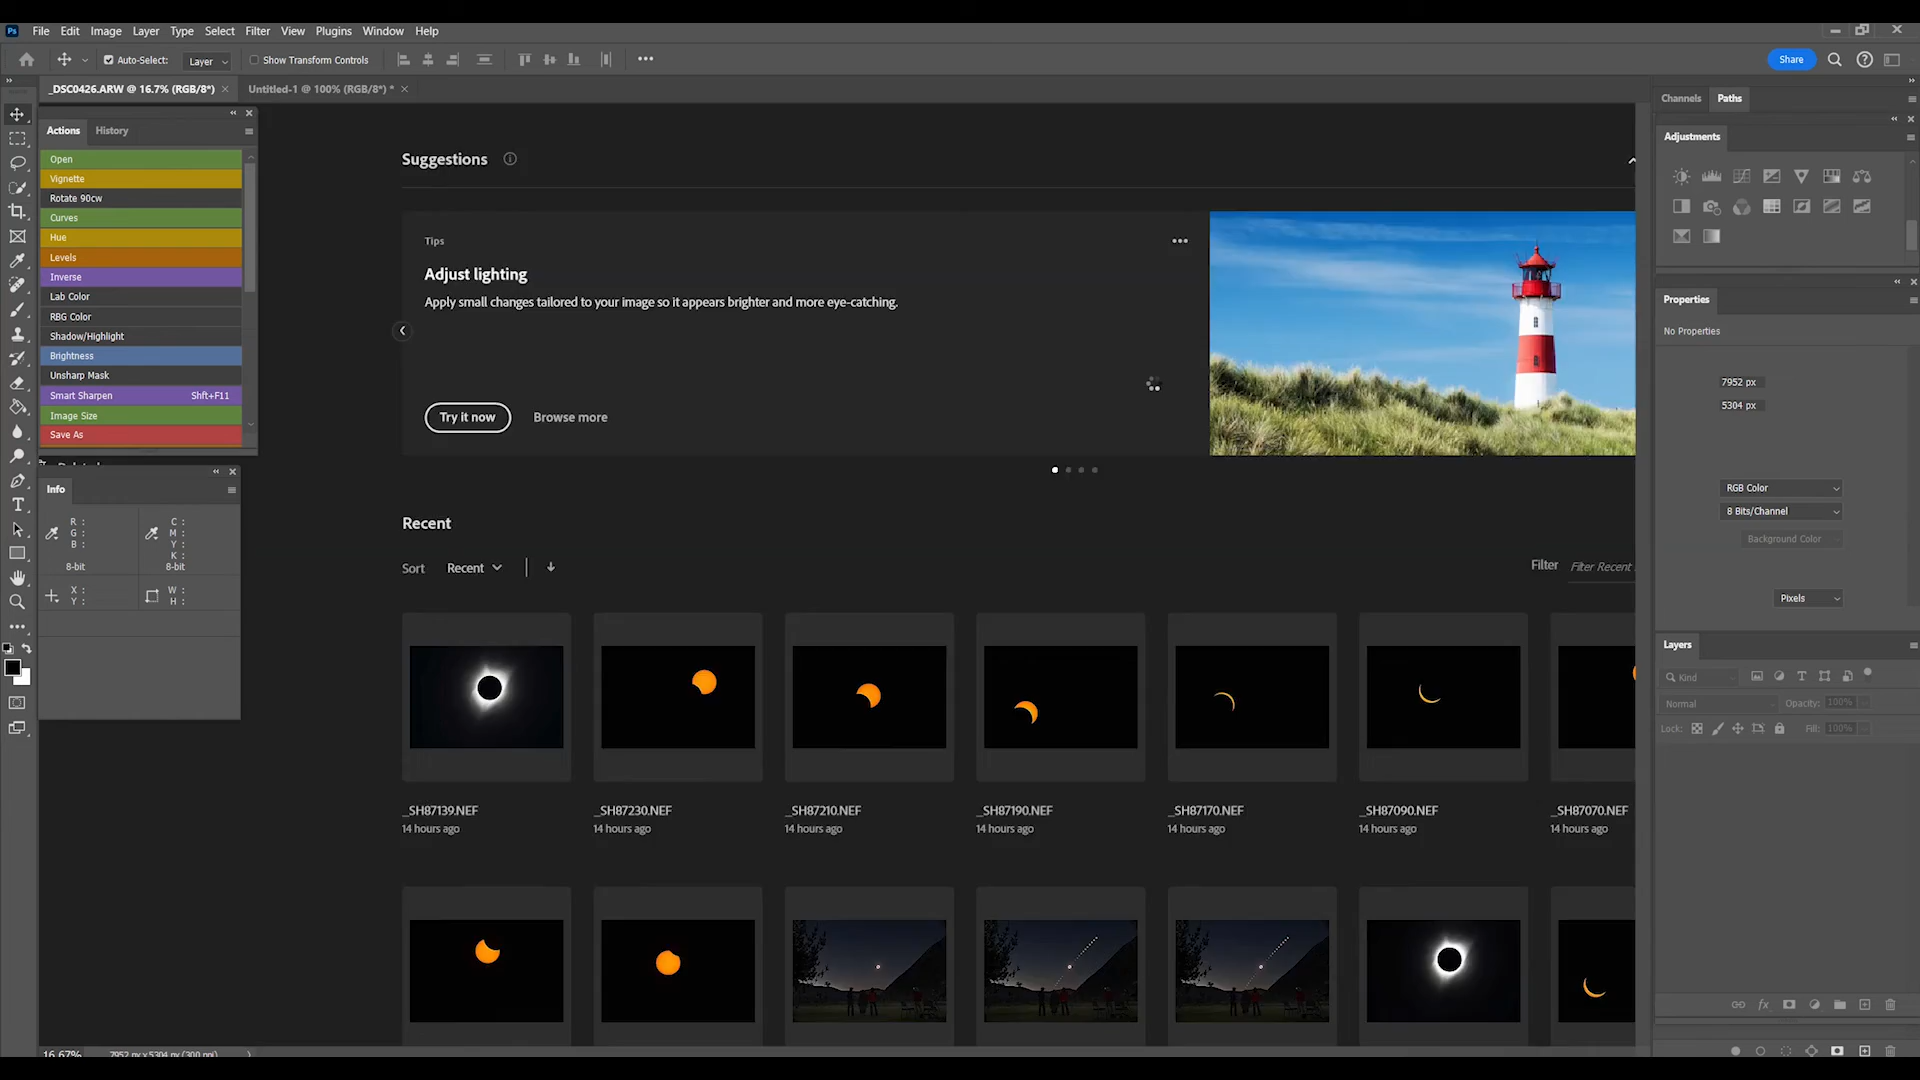 Ps File Edit Image Layer Type Select Filter View Plugins Window Help
Auto-Select: Layer Show Transform Controls Share
_DSC0426.ARW @ 16.7% (RGB/8*) Untitled-1 @ 100% (RGB/8*) *
Actions History
Open
Vignette
Rotate 90cw
Curves
Hue
Levels
Inverse
Lab Color
RBG Color
Shadow/Highlight
Brightness
Unsharp Mask
Smart Sharpen Shft+F11
Image Size
Save As
Info
R :
G :
B :
8-bit
C :
M :
Y :
K :
8-bit
X :
Y :
W :
H :
Suggestions
Tips
Adjust lighting
Apply small changes tailored to your image so it appears brighter and more eye-catching.
Try it now Browse more
Recent
Sort Recent
Filter Filter Recent
_SH87139.NEF
14 hours ago
_SH87230.NEF
14 hours ago
_SH87210.NEF
14 hours ago
_SH87190.NEF
14 hours ago
_SH87170.NEF
14 hours ago
_SH87090.NEF
14 hours ago
_SH87070.NEF
14 hours ago
Channels Paths
Adjustments
Properties
No Properties
7952 px
5304 px
RGB Color
8 Bits/Channel
Background Color
Pixels
Layers
Kind
Normal Opacity: 100%
Lock: Fill: 100%
16.67% 7952 px x 5304 px (300 ppi)